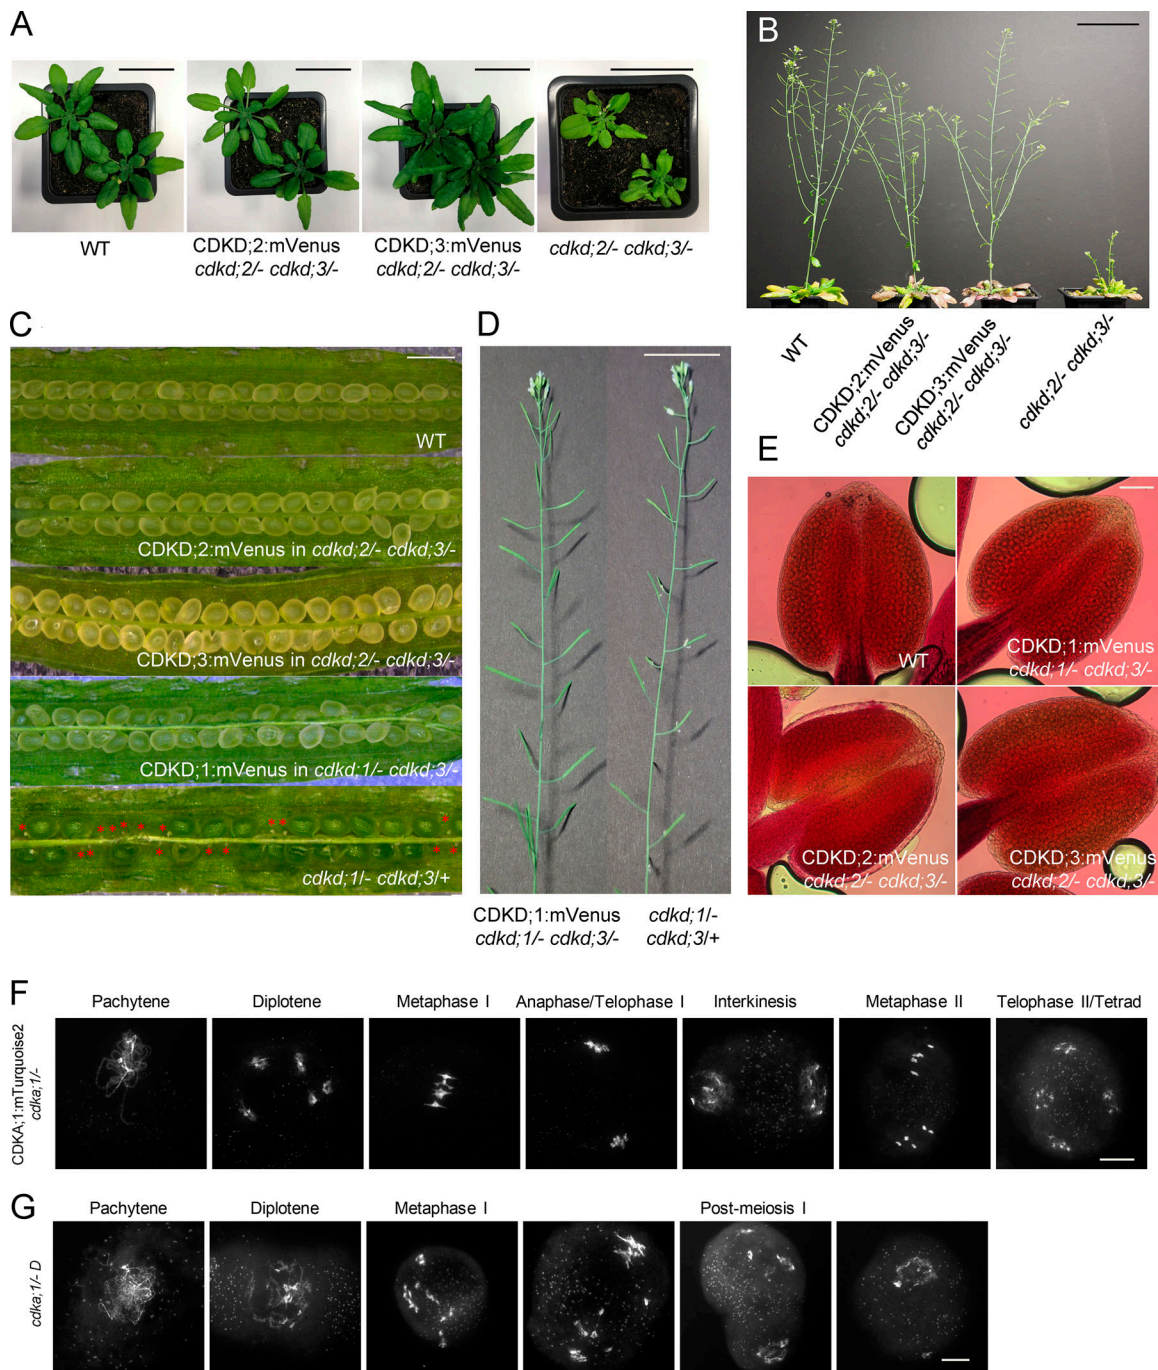 A
WT
CDKD;2:mVenus
cdkd;2/- cdkd;3/-
CDKD;3:mVenus
cdkd;2/- cdkd;3/-
cdkd;2/- cdkd;3/-
B
WT
CDKD;2:mVenus
cdkd;2/- cdkd;3/-
CDKD;3:mVenus
cdkd;2/- cdkd;3/-
cdkd;2/- cdkd;3/-
C
WT
CDKD;2:mVenus in cdkd;2/- cdkd;3/-
CDKD;3:mVenus in cdkd;2/- cdkd;3/-
CDKD;1:mVenus in cdkd;1/- cdkd;3/-
cdkd;1/- cdkd;3/+
D
CDKD;1:mVenus
cdkd;1/- cdkd;3/-
cdkd;1/-
cdkd;3/+
E
WT
CDKD;1:mVenus
cdkd;1/- cdkd;3/-
CDKD;2:mVenus
cdkd;2/- cdkd;3/-
CDKD;3:mVenus
cdkd;2/- cdkd;3/-
F
Pachytene
Diplotene
Metaphase I
Anaphase/Telophase I
Interkinesis
Metaphase II
Telophase II/Tetrad
CDKA;1:mTurquoise2
cdka;1/-
G
Pachytene
Diplotene
Metaphase I
Post-meiosis I
cdka;1/- D